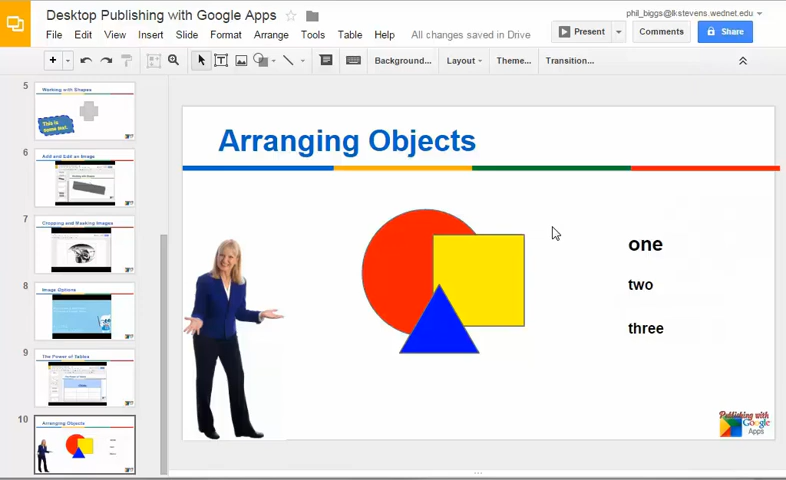 Desktop Publishing with Google Apps
phil_biggs@lkstevens.wednet.edu
File Edit View Insert Slide Format Arrange Tools Table Help All changes saved in Drive
Present Comments Share
Background... Layout Theme... Transition...
5
Working with Shapes
This is
some text.
6
Add and Edit an Image
7
Cropping and Masking Images
8
Image Options
9
The Power of Tables
10
Arranging Objects
Arranging Objects
one
two
three
Publishing with
Google
Apps